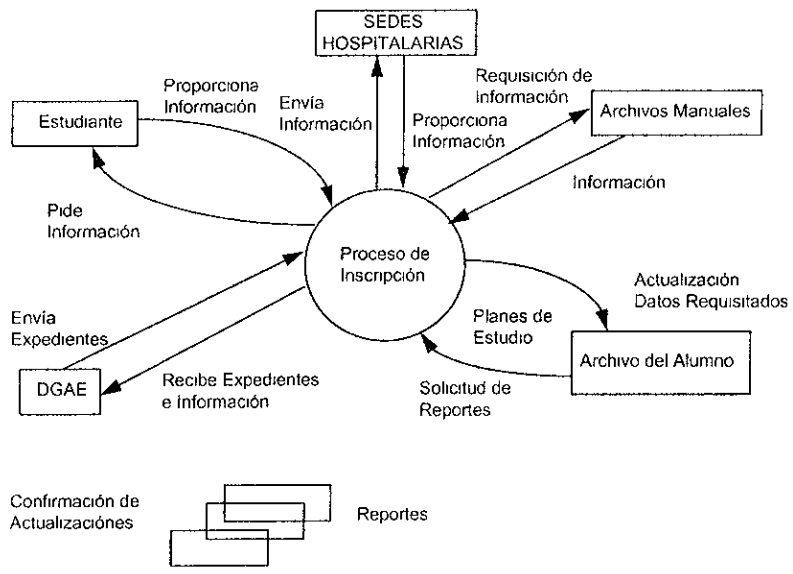 SEDES
HOSPITALARIAS
Proporciona
Información
Envía
Información
Proporciona
Información
Requisición de
Información
Archivos Manuales
Estudiante
Información
Pide
Información
Proceso de
Inscripción
Actualización
Datos Requisitados
Envía
Expedientes
Planes de
Estudio
Archivo del Alumno
DGAE
Recibe Expedientes
e Información
Solicitud de
Reportes
Confirmación de
Actualizaciónes
Reportes